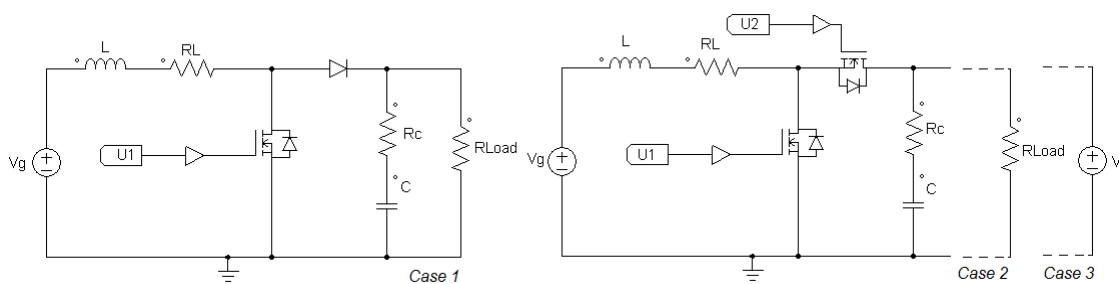 L
RL
Vg
U1
Rc
C
RLoad
Case 1
U2
L
RL
Vg
U1
Rc
C
RLoad
V
Case 2
Case 3